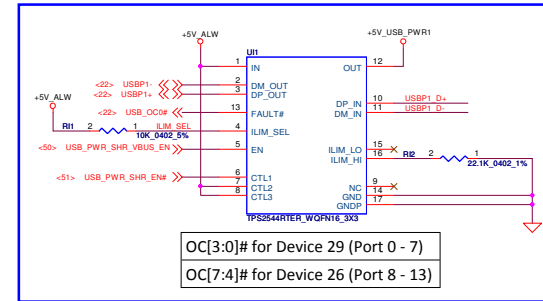 +5V_ALW
+5V_USB_PWR1
UI1
1 IN OUT 12
<22> USBP1- 2 DM_OUT
<22> USBP1+ 3 DP_OUT
DP_IN 10 USBP1_D+
DM_IN 11 USBP1_D-
+5V_ALW
<22> USB_OC0# 13 FAULT#
RI1 2 1 ILIM_SEL 4 ILIM_SEL
10K_0402_5%
<50> USB_PWR_SHR_VBUS_EN 5 EN
ILIM_LO 15
ILIM_HI 16 RI2 2 1
22.1K_0402_1%
<51> USB_PWR_SHR_EN# 6 CTL1
7 CTL2
8 CTL3
NC 9
GND 14
GNDP 17
TPS2544RTER_WQFN16_3X3
OC[3:0]# for Device 29 (Port 0 - 7)
OC[7:4]# for Device 26 (Port 8 - 13)